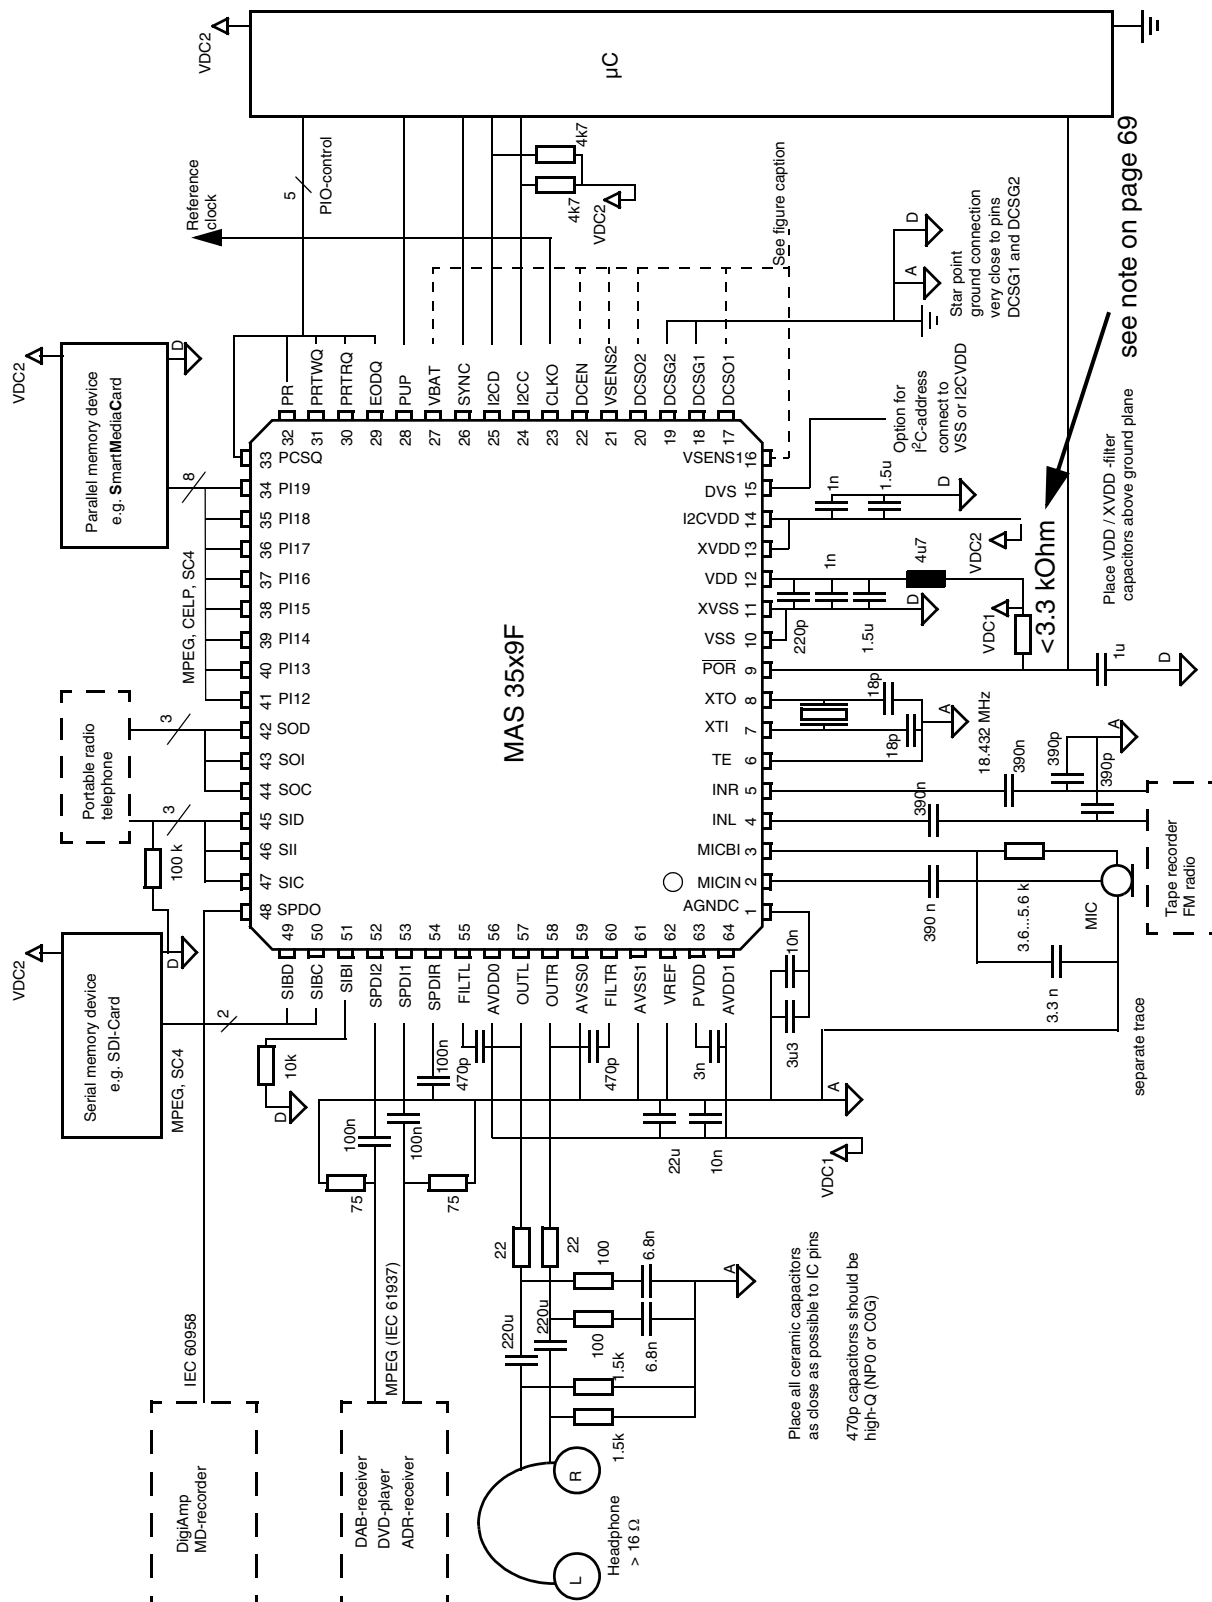 VDC2
µC
see note on page 69
4k7
4k7
VDC2
PIO-control
5
Reference
clock
See figure caption
D
A
Star point
ground connection
very close to pins
DCSG1 and DCSG2
VDC2
D
Parallel memory device
e.g. SmartMediaCard
8
MPEG, CELP, SC4
PR
PRTWQ
PRTRQ
EODQ
PUP
VBAT
SYNC
I2CD
I2CC
CLKO
DCEN
VSENS2
DCSO2
DCSG2
DCSG1
DCSO1
32
31
30
29
28
27
26
25
24
23
22
21
20
19
18
17
33 PCSQ
34 PI19
35 PI18
36 PI17
37 PI16
38 PI15
39 PI14
40 PI13
41 PI12
42 SOD
43 SOI
44 SOC
45 SID
46 SII
47 SIC
48 SPDO
MAS 35x9F
VSENS1 16
DVS 15
I2CVDD 14
XVDD 13
VDD 12
XVSS 11
VSS 10
POR 9
XTO 8
XTI 7
TE 6
INR 5
INL 4
MICBI 3
MICIN 2
AGNDC 1
49
50
51
52
53
54
55
56
57
58
59
60
61
62
63
64
SIBD
SIBC
SIBI
SPDI2
SPDI1
SPDIR
FILTL
AVDD0
OUTL
OUTR
AVSS0
FILTR
AVSS1
VREF
PVDD
AVDD1
Option for
I²C-address
connect to
VSS or I2CVDD
1n
1.5u
D
VDC2
4u7
1n
220p
1.5u
D
VDC1
<3.3 kOhm
Place VDD / XVDD -filter
capacitors above ground plane
1u
D
18p
18p
A
18.432 MHz
390n
390n
390p
390p
A
Tape recorder
FM radio
390 n
3.6...5.6 k
MIC
3.3 n
separate trace
10n
3u3
A
Portable radio
telephone
3
3
100 k
D
VDC2
Serial memory device
e.g. SDI-Card
2
MPEG, SC4
10k
D
100n
470p
470p
3n
100n
100n
22u
10n
VDC1
75
75
22
22
100
6.8n
100
6.8n
A
220u
220u
1.5k
1.5k
IEC 60958
MPEG (IEC 61937)
DigiAmp
MD-recorder
DAB-receiver
DVD-player
ADR-receiver
R
L
Headphone
> 16 Ω
Place all ceramic capacitors
as close as possible to IC pins
470p capacitorss should be
high-Q (NP0 or C0G)